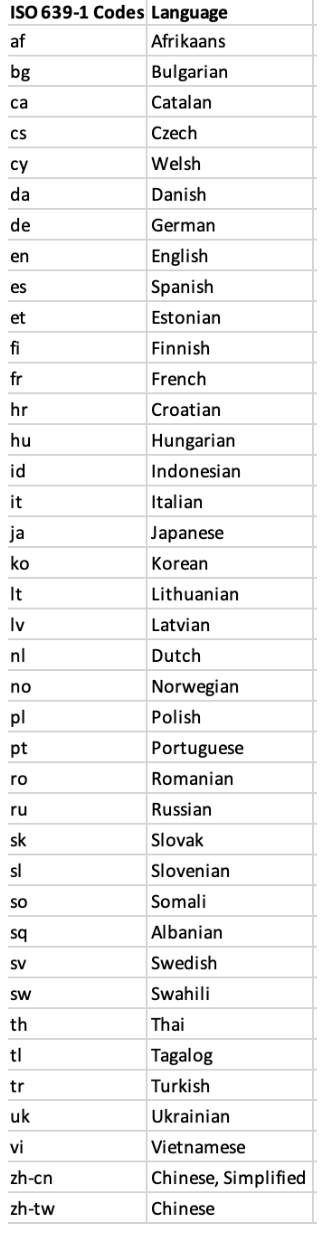 ISO 639-1 Codes Language
af Afrikaans
bg Bulgarian
ca Catalan
cs Czech
cy Welsh
da Danish
de German
en English
es Spanish
et Estonian
fi Finnish
fr French
hr Croatian
hu Hungarian
id Indonesian
it Italian
ja Japanese
ko Korean
lt Lithuanian
lv Latvian
nl Dutch
no Norwegian
pl Polish
pt Portuguese
ro Romanian
ru Russian
sk Slovak
sl Slovenian
so Somali
sq Albanian
sv Swedish
sw Swahili
th Thai
tl Tagalog
tr Turkish
uk Ukrainian
vi Vietnamese
zh-cn Chinese, Simplified
zh-tw Chinese